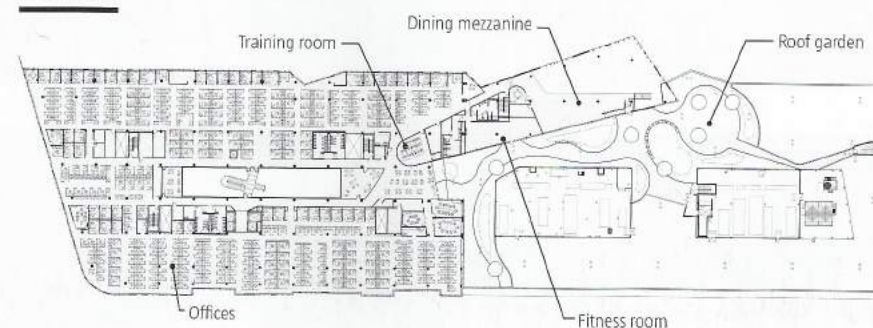 Dining mezzanine
Training room
Roof garden
Offices
Fitness room